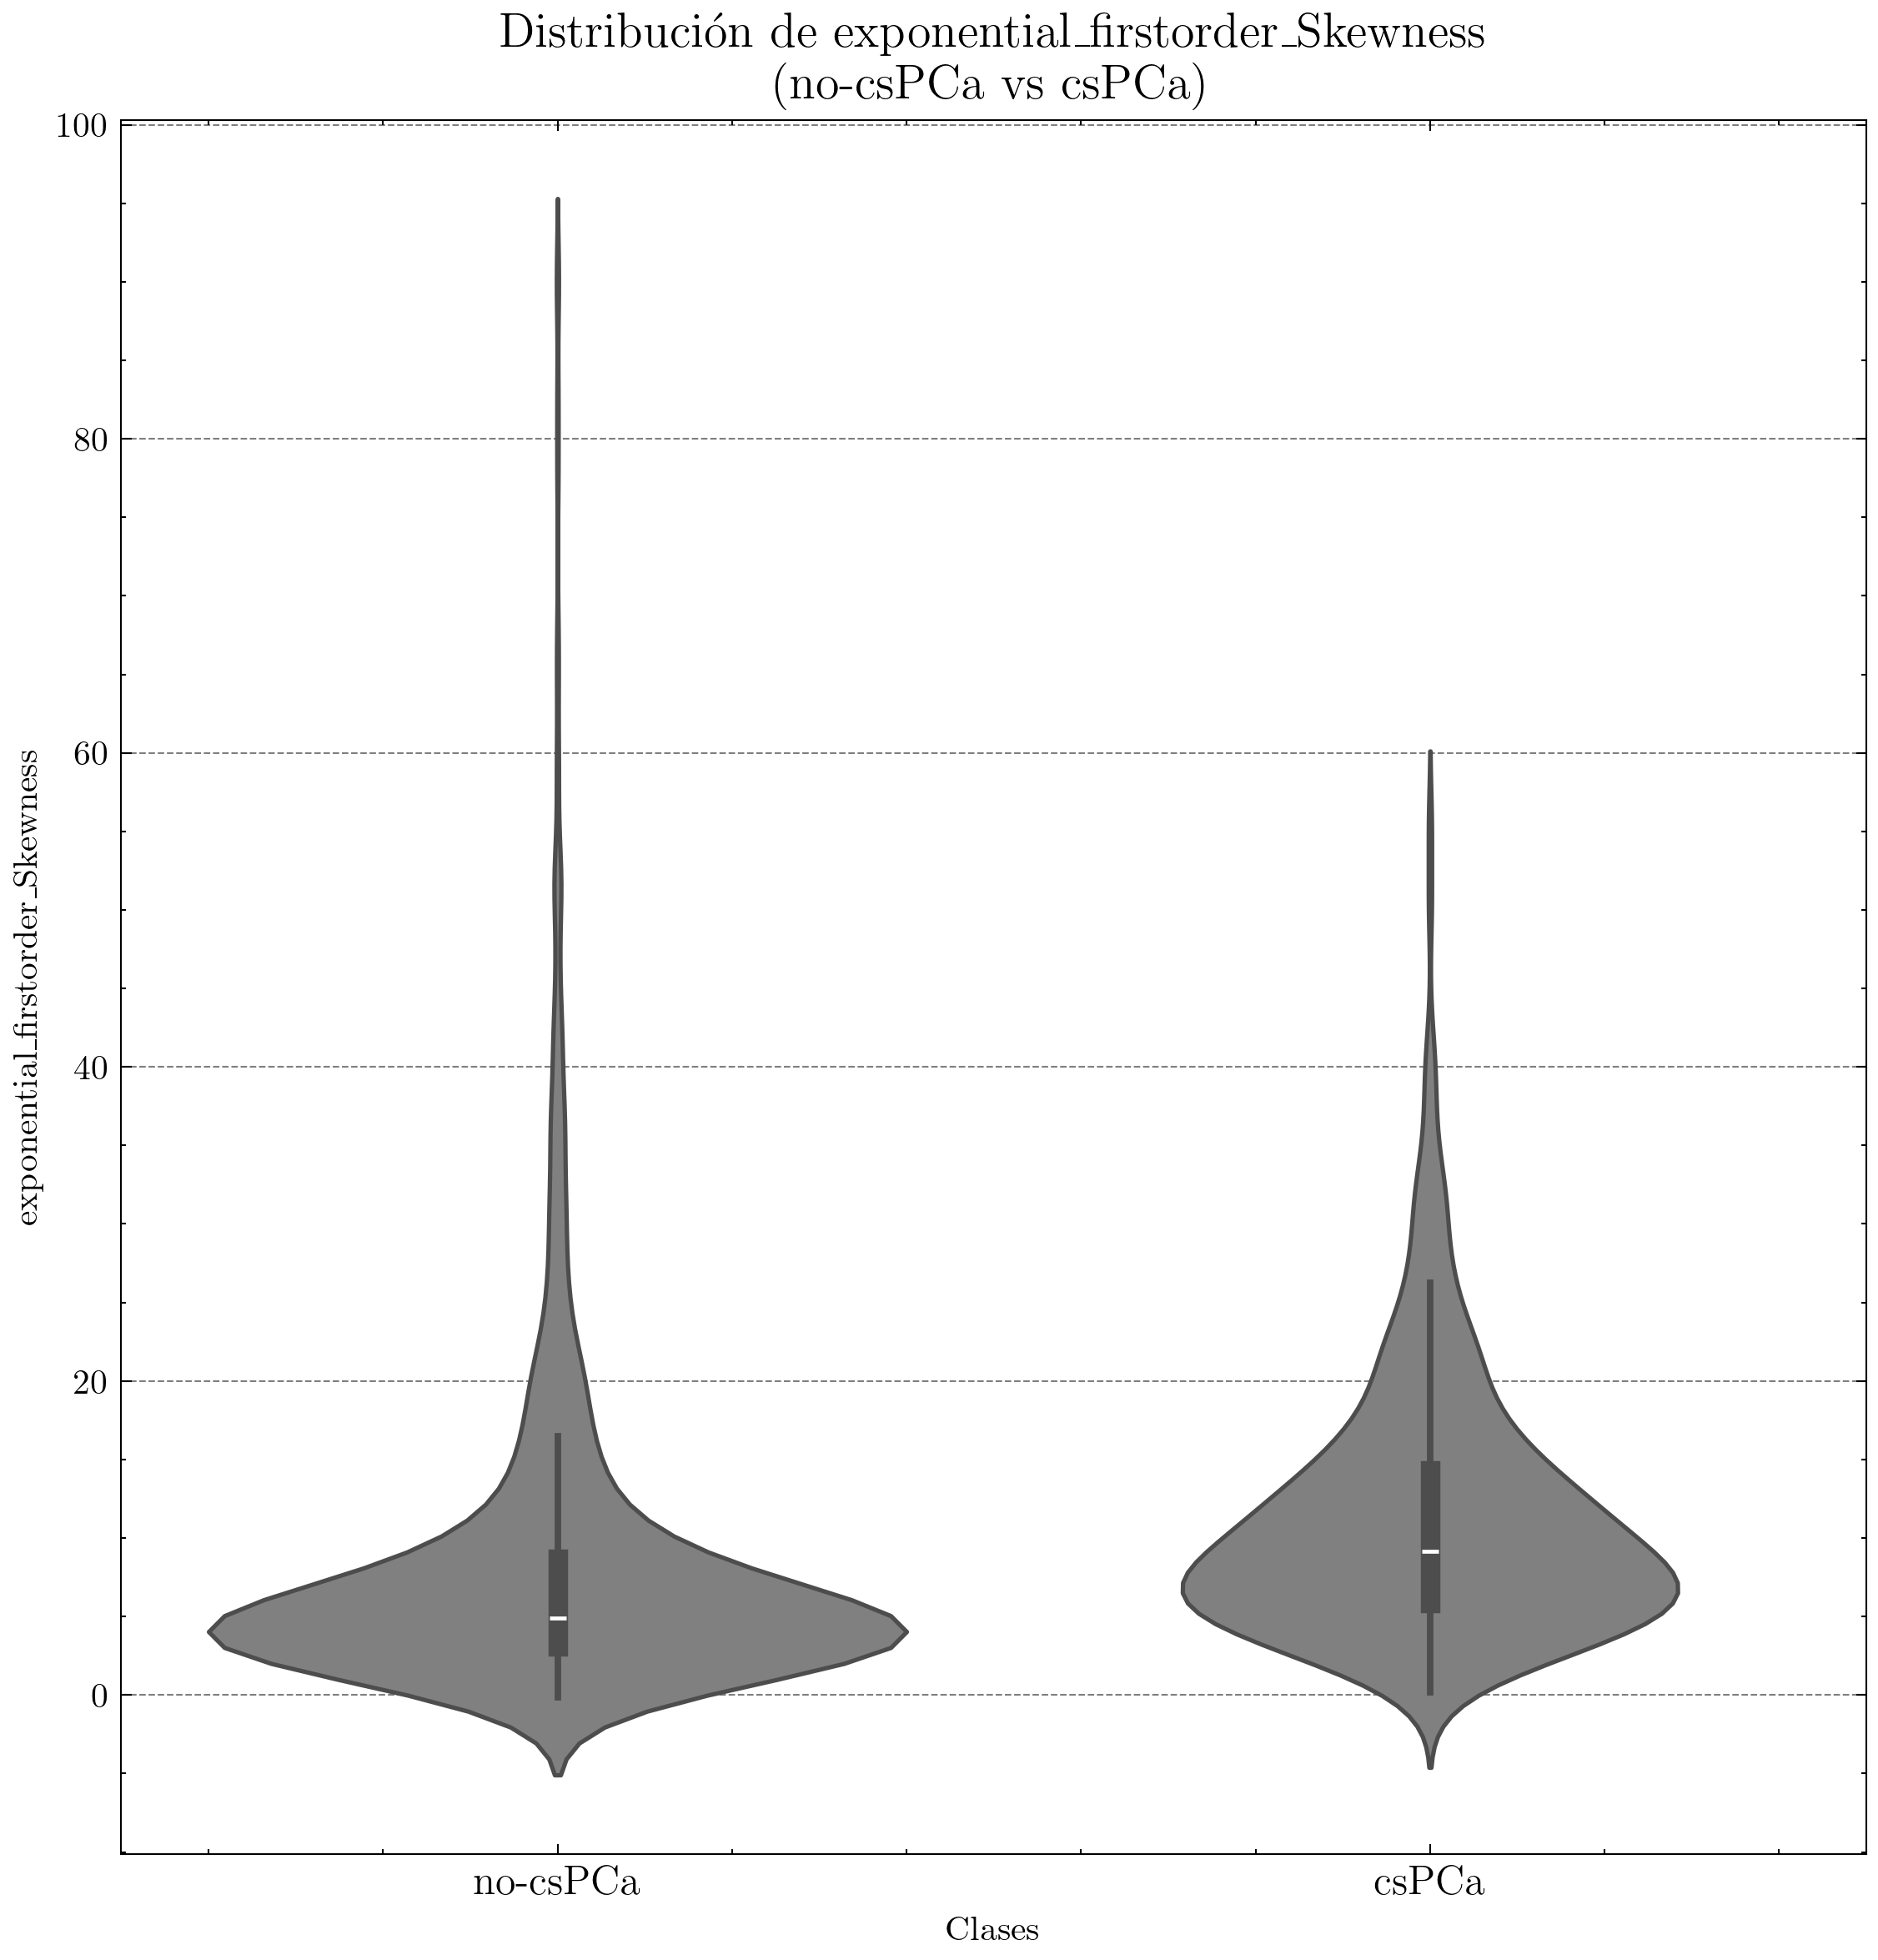 Distribución de exponential_firstorder_Skewness
(no-csPCa vs csPCa)
100
80
60
40
20
0
exponential_firstorder_Skewness
no-csPCa
csPCa
Clases